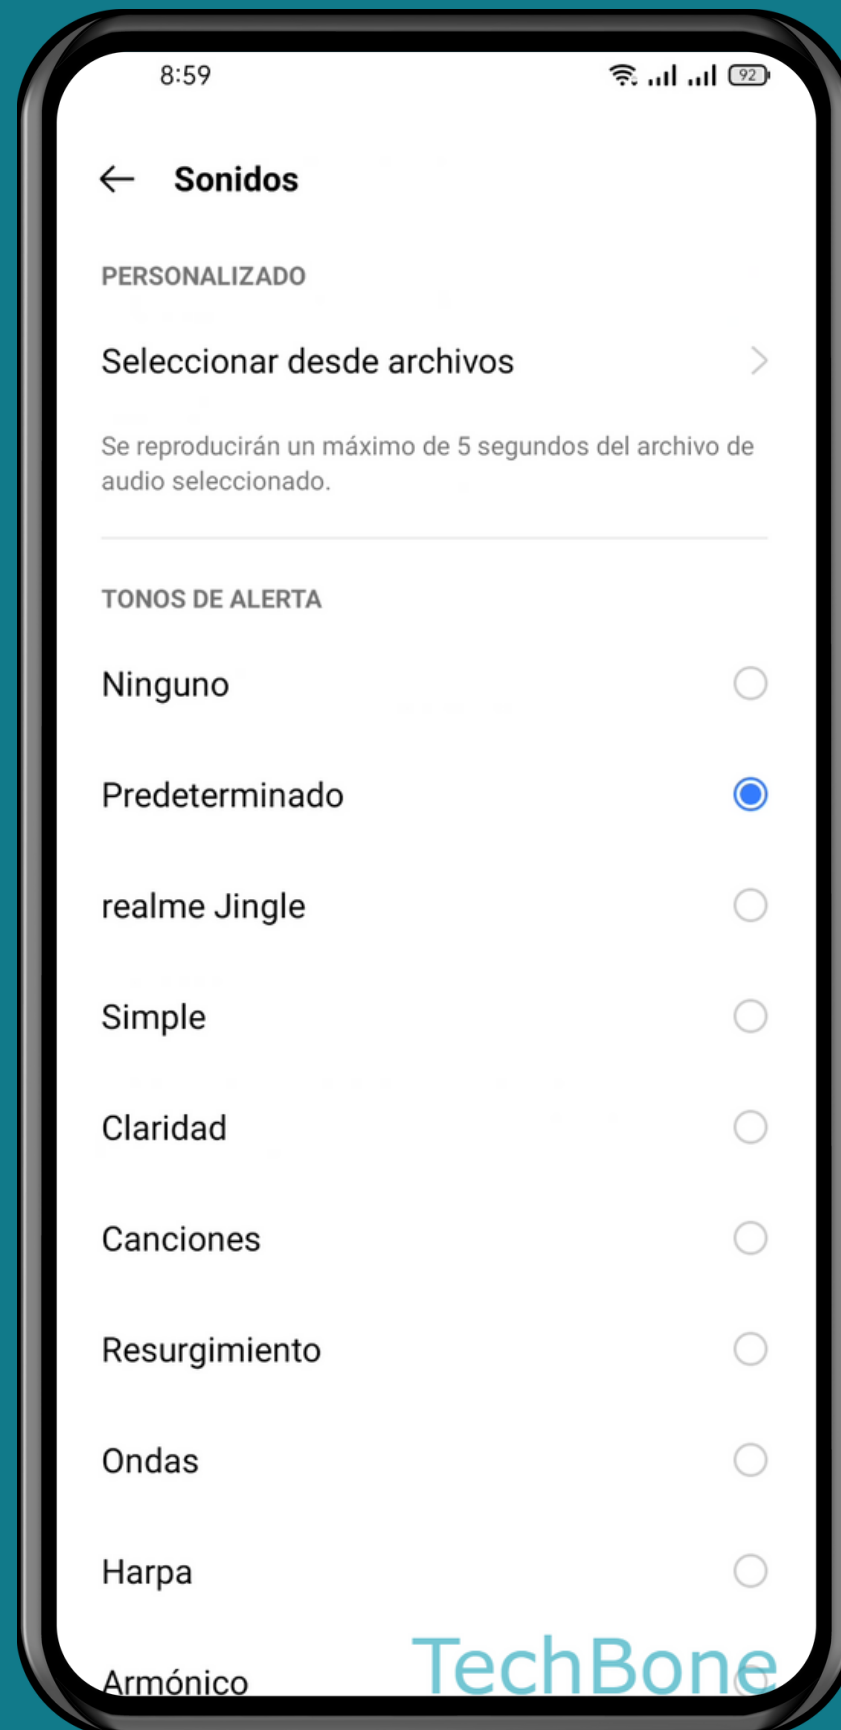 8:59
92
Sonidos
PERSONALIZADO
Seleccionar desde archivos
Se reproducirán un máximo de 5 segundos del archivo de
audio seleccionado.
TONOS DE ALERTA
Ninguno
Predeterminado
realme Jingle
Simple
Claridad
Canciones
Resurgimiento
Ondas
Harpa
Armónico
TechBone